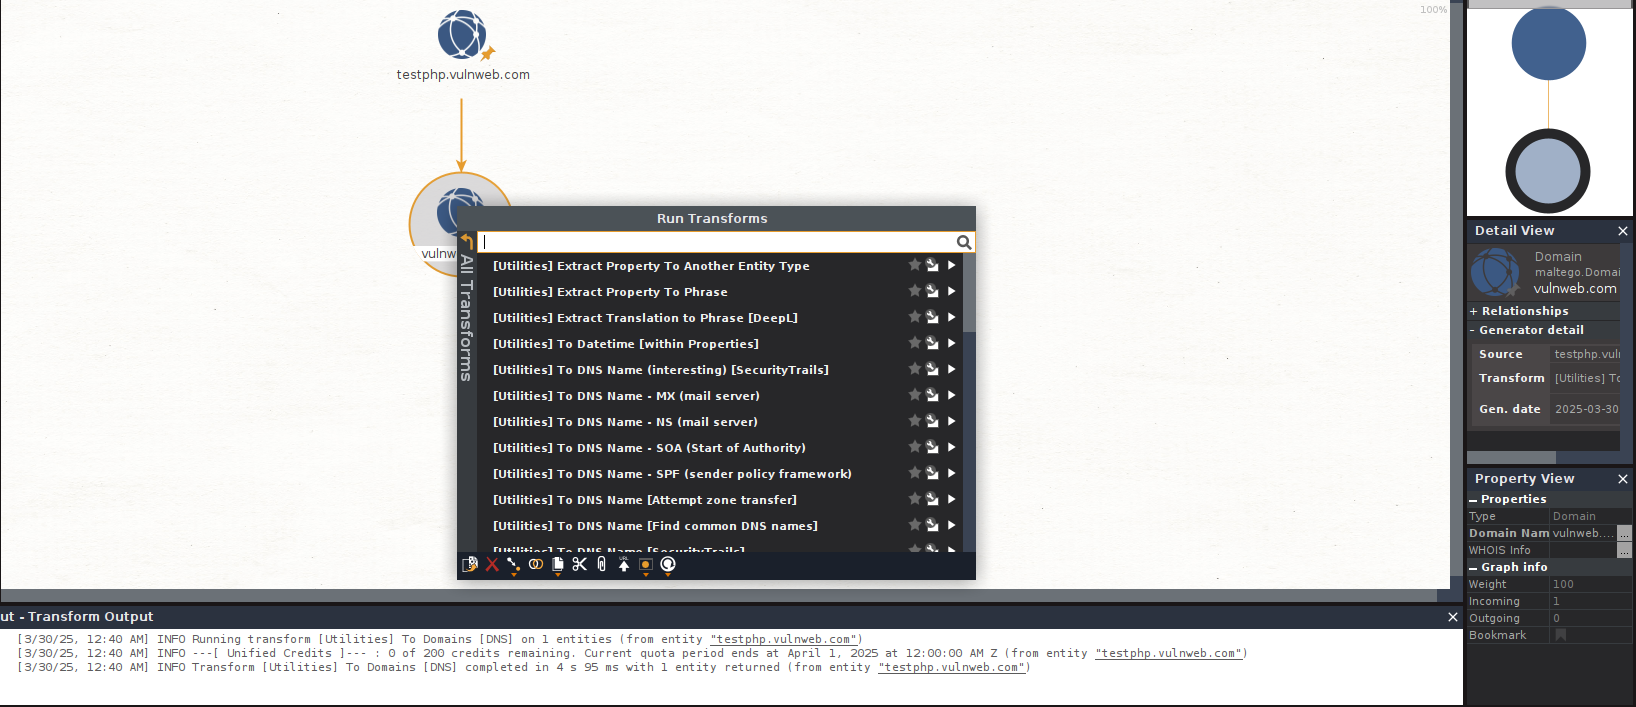 100%
testphp.vulnweb.com
vulnw
Run Transforms
All Transforms
[Utilities] Extract Property To Another Entity Type
[Utilities] Extract Property To Phrase
[Utilities] Extract Translation to Phrase [DeepL]
[Utilities] To Datetime [within Properties]
[Utilities] To DNS Name (interesting) [SecurityTrails]
[Utilities] To DNS Name - MX (mail server)
[Utilities] To DNS Name - NS (mail server)
[Utilities] To DNS Name - SOA (Start of Authority)
[Utilities] To DNS Name - SPF (sender policy framework)
[Utilities] To DNS Name [Attempt zone transfer]
[Utilities] To DNS Name [Find common DNS names]
[Utilities] To DNS Name [SecurityTrails]
URL
Detail View
Domain
maltego.Domai
vulnweb.com
+ Relationships
- Generator detail
Source testphp.vul
Transform [Utilities] To
Gen. date 2025-03-30
Property View
Properties
Type Domain
Domain Nam vulnweb.... ...
WHOIS Info ...
Graph info
Weight 100
Incoming 1
Outgoing 0
Bookmark
ut - Transform Output
[3/30/25, 12:40 AM] INFO Running transform [Utilities] To Domains [DNS] on 1 entities (from entity "testphp.vulnweb.com")
[3/30/25, 12:40 AM] INFO ---[ Unified Credits ]--- : 0 of 200 credits remaining. Current quota period ends at April 1, 2025 at 12:00:00 AM Z (from entity "testphp.vulnweb.com")
[3/30/25, 12:40 AM] INFO Transform [Utilities] To Domains [DNS] completed in 4 s 95 ms with 1 entity returned (from entity "testphp.vulnweb.com")